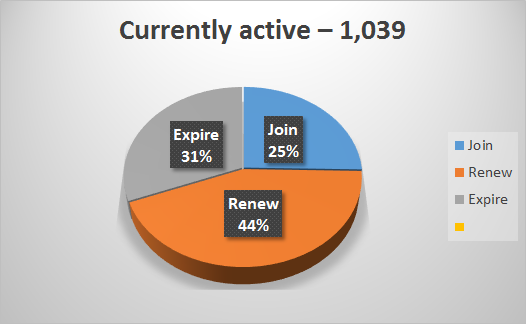 Currently active – 1,039
Join
25%
Expire
31%
Renew
44%
Join
Renew
Expire